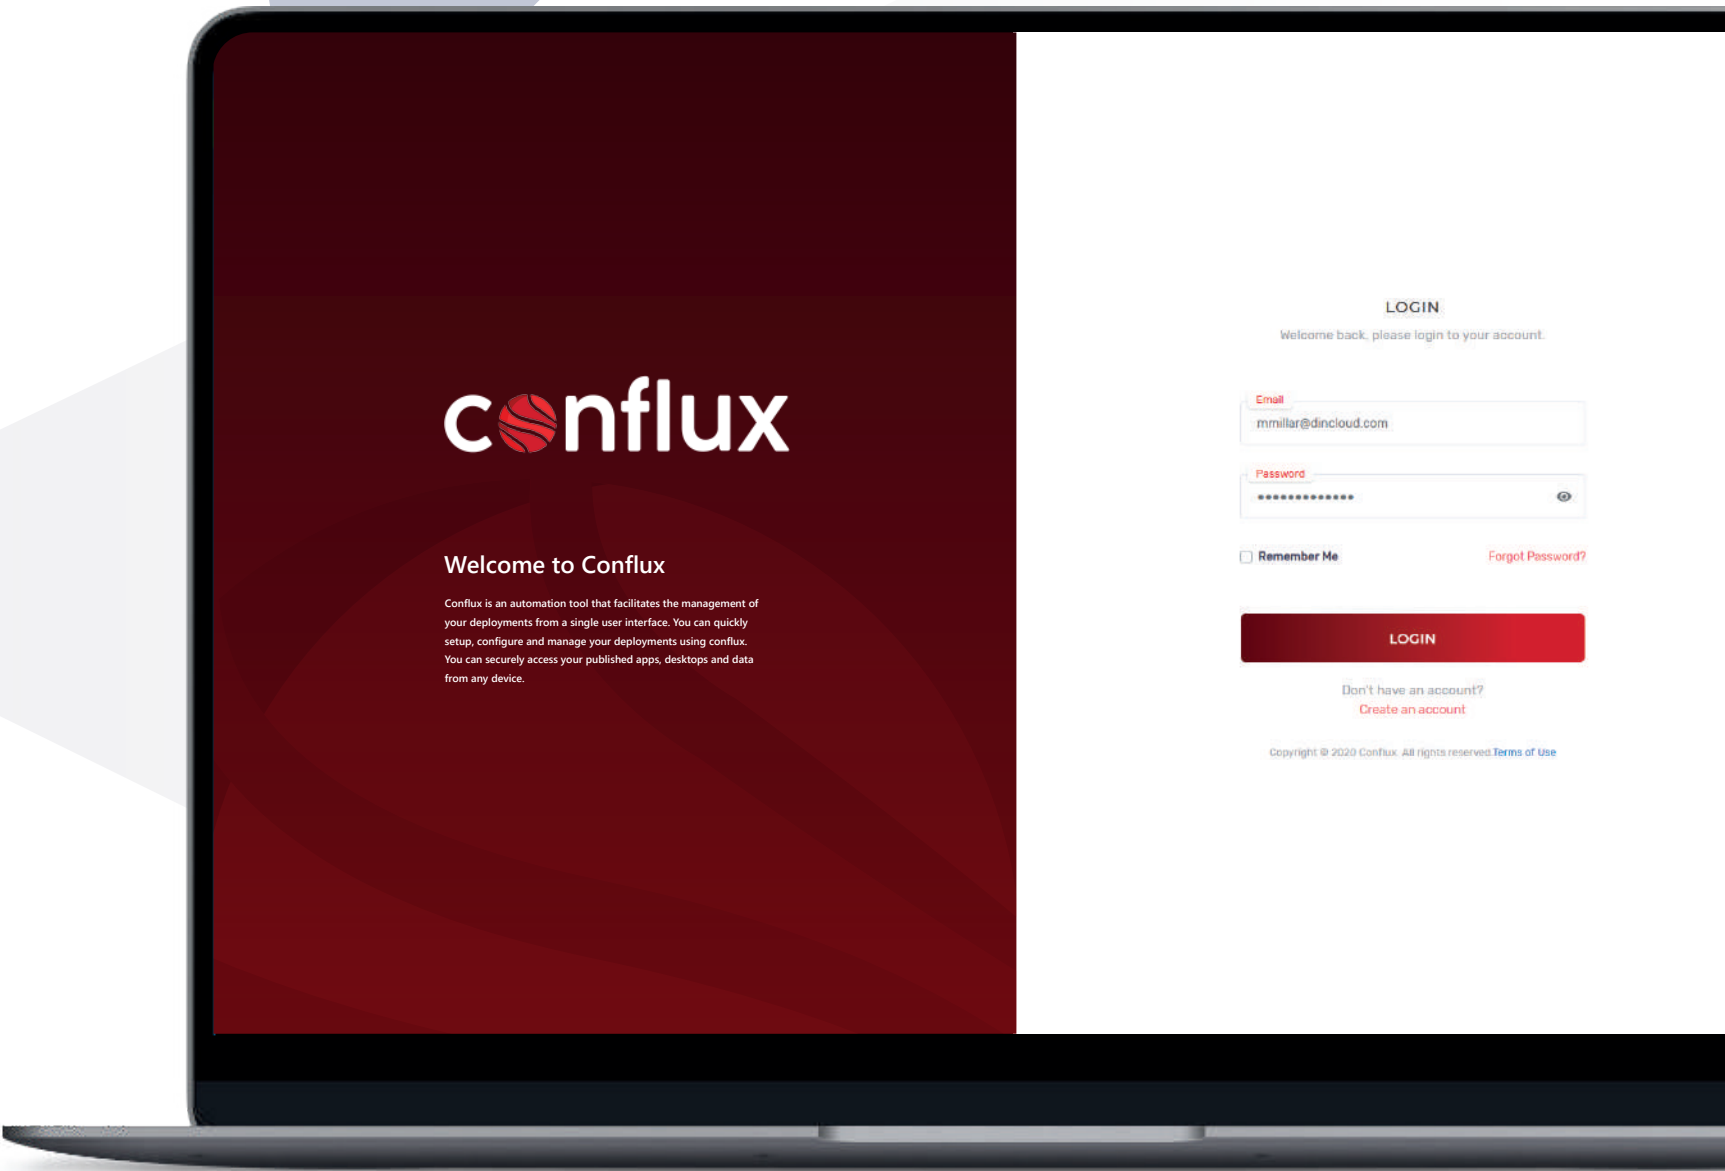 conflux
Welcome to Conflux
Conflux is an automation tool that facilitates the management of
your deployments from a single user interface. You can quickly
setup, configure and manage your deployments using conflux.
You can securely access your published apps, desktops and data
from any device.
LOGIN
Welcome back, please login to your account.
Email
mmillar@dincloud.com
Password
•••••••••••••
Remember Me Forgot Password?
LOGIN
Don't have an account?
Create an account
Copyright © 2020 Conflux. All rights reserved.Terms of Use